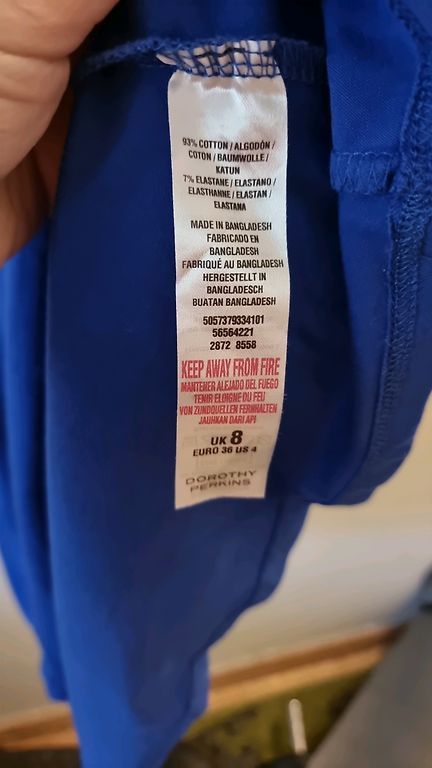 93% COTTON / ALGODÓN /
COTON / BAUMWOLLE /
KATUN
7% ELASTANE / ELASTANO /
ELASTHANNE / ELASTAN /
ELASTANA
MADE IN BANGLADESH
FABRICADO EN
BANGLADESH
FABRIQUÉ AU BANGLADESH
HERGESTELLT IN
BANGLADESCH
BUATAN BANGLADESH
5057379334101
56564221
2872 8558
KEEP AWAY FROM FIRE
MANTENER ALEJADO DEL FUEGO
TENIR ELOIGNE DU FEU
VON ZUNDQUELLEN FERNHALTEN
JAUHKAN DARI API
UK 8
EURO 36 US 4
DOROTHY
PERKINS